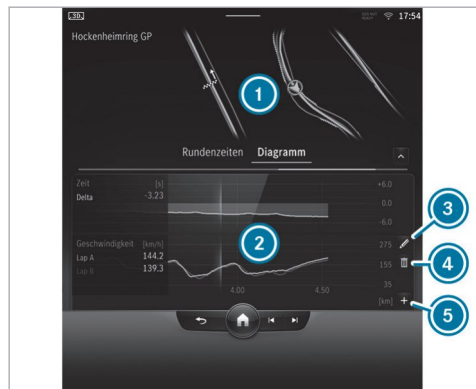 3D
17:54
Hockenheimring GP
1
Rundenzeiten Diagramm
Zeit [s]
Delta -3.23
+6.0
0.0
-6.0
3
Geschwindigkeit [km/h]
Lap A 144.2
Lap B 139.3
2
275
155
35
4
4.00 4.50
[km] +
5